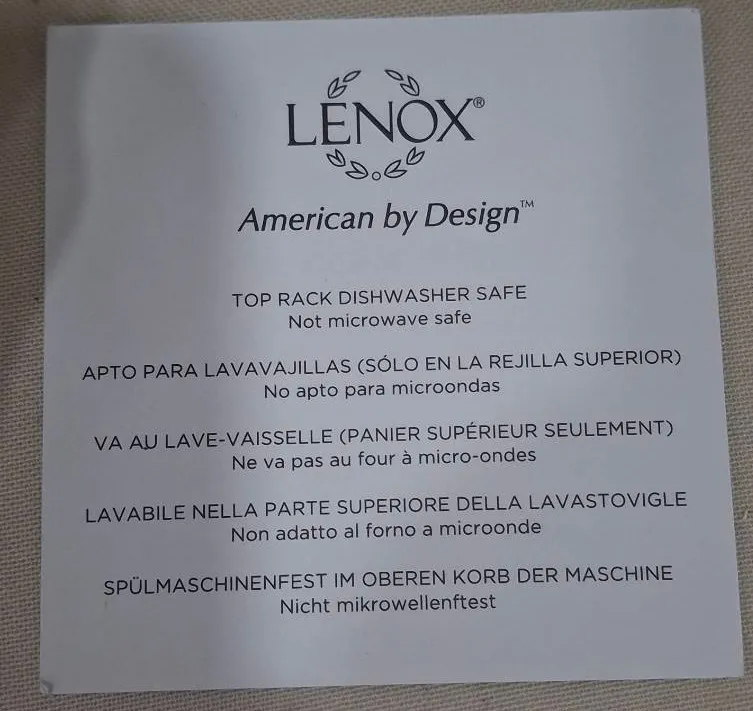 LENOX®
American by Design™
TOP RACK DISHWASHER SAFE
Not microwave safe
APTO PARA LAVAVAJILLAS (SÓLO EN LA REJILLA SUPERIOR)
No apto para microondas
VA AU LAVE-VAISSELLE (PANIER SUPÉRIEUR SEULEMENT)
Ne va pas au four à micro-ondes
LAVABILE NELLA PARTE SUPERIORE DELLA LAVASTOVIGLE
Non adatto al forno a microonde
SPÜLMASCHINENFEST IM OBEREN KORB DER MASCHINE
Nicht mikrowellenftest